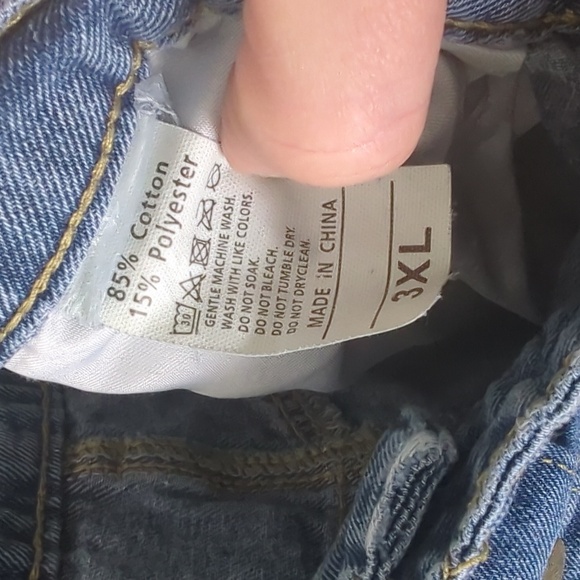 85% Cotton
15% Polyester
30
GENTLE MACHINE WASH.
WASH WITH LIKE COLORS.
DO NOT SOAK.
DO NOT BLEACH.
DO NOT TUMBLE DRY.
DO NOT DRYCLEAN.
MADE IN CHINA
3XL